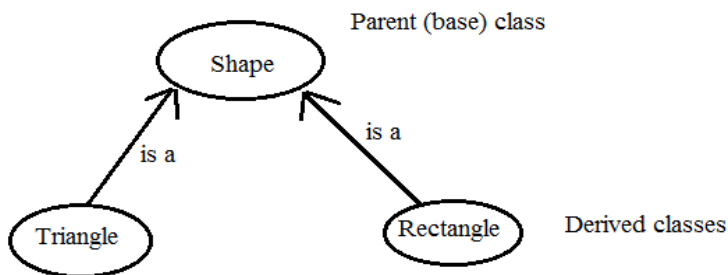 Parent (base) class
Shape
is a
is a
Triangle
Rectangle
Derived classes